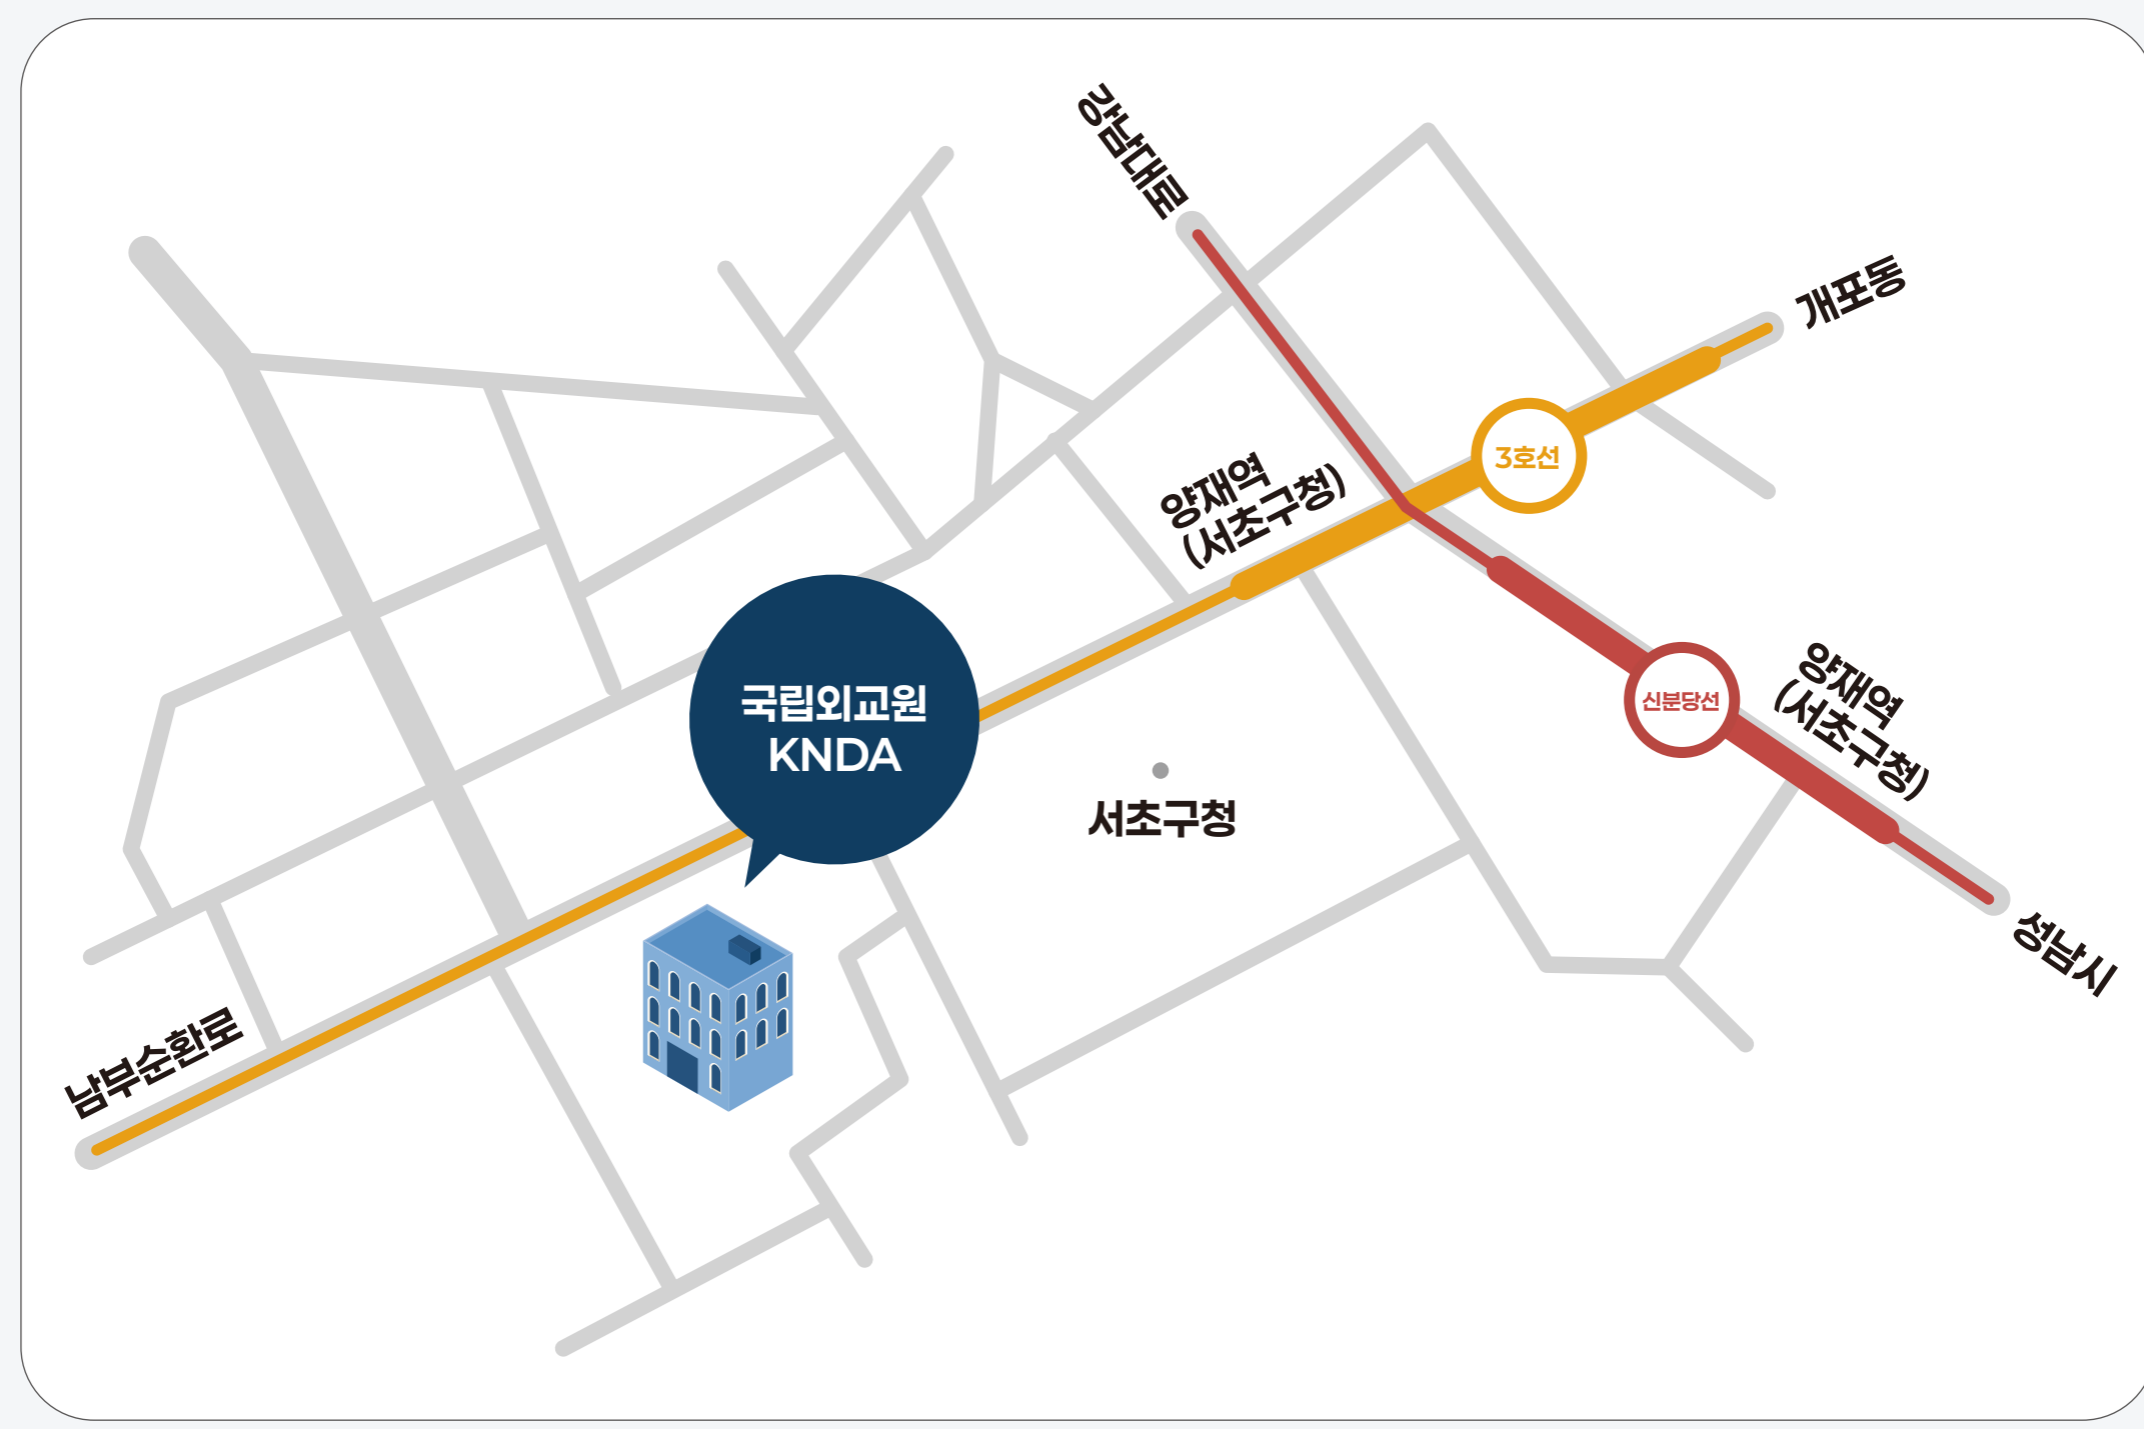 강남대로
개포동
3호선
양재역
(서초구청)
신분당선
양재역
(서초구청)
국립외교원
KNDA
서초구청
성남시
남부순환로